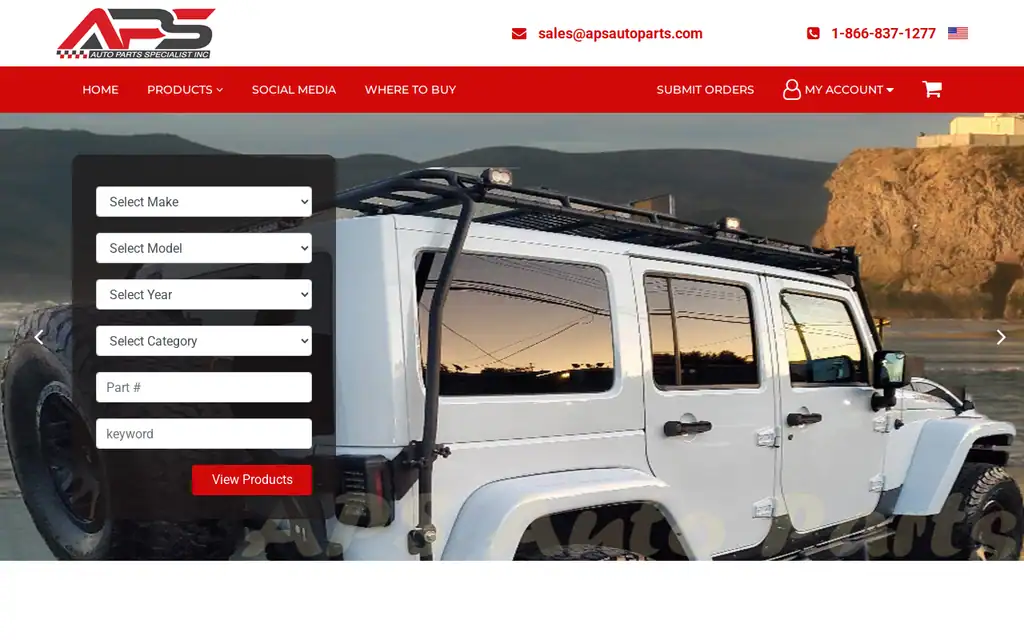 APS
AUTO PARTS SPECIALIST INC
sales@apsautoparts.com
1-866-837-1277
HOME
PRODUCTS
SOCIAL MEDIA
WHERE TO BUY
SUBMIT ORDERS
MY ACCOUNT
Select Make
Select Model
Select Year
Select Category
Part #
keyword
View Products
APS Auto Parts